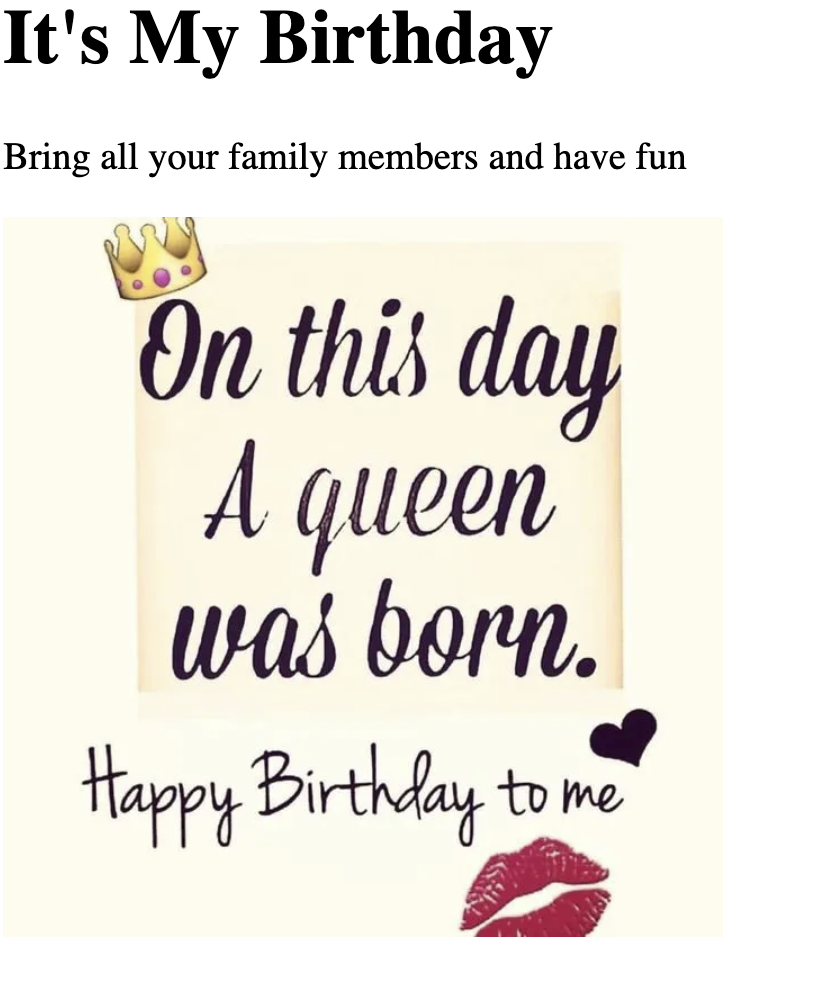 It's My Birthday
Bring all your family members and have fun
On this day
A queen
was born.
Happy Birthday to me